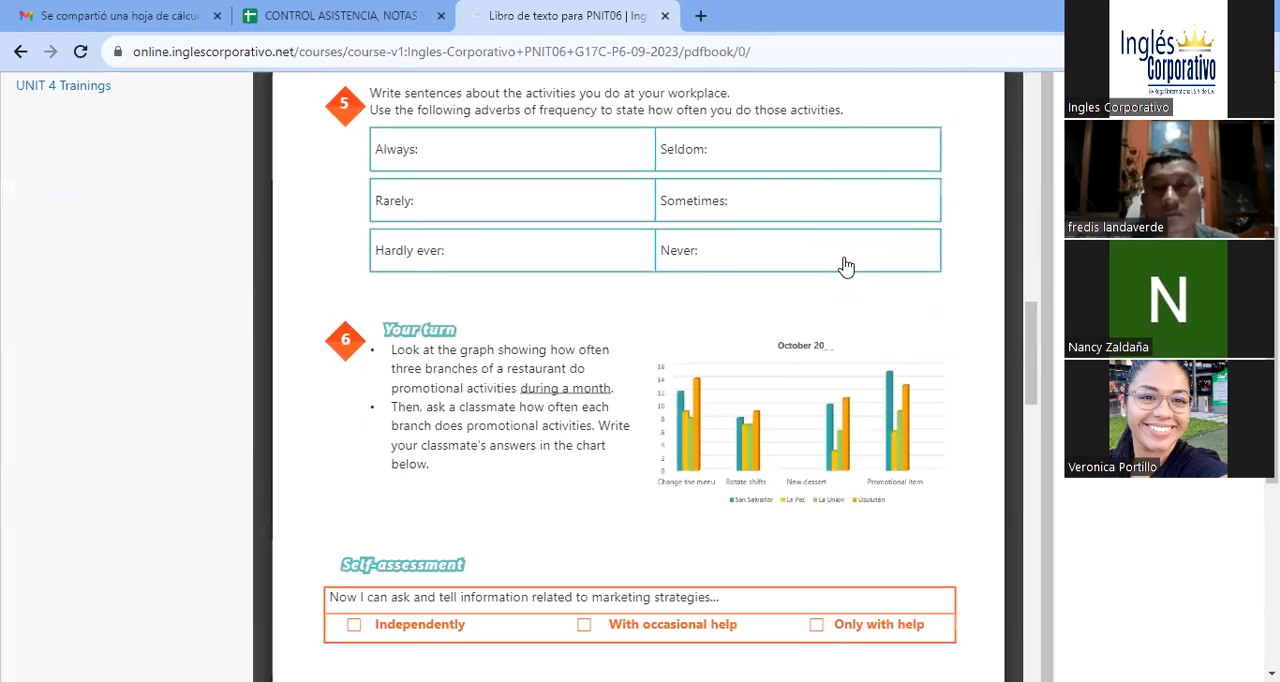 Se compartió una hoja de cálcu
CONTROL ASISTENCIA, NOTAS
Libro de texto para PNIT06 | Ingl
online.inglescorporativo.net/courses/course-v1:Ingles-Corporativo+PNIT06+G17C-P6-09-2023/pdfbook/0/
UNIT 4 Trainings
5
Write sentences about the activities you do at your workplace.
Use the following adverbs of frequency to state how often you do those activities.
Always:
Seldom:
Rarely:
Sometimes:
Hardly ever:
Never:
6
Your turn
• Look at the graph showing how often
three branches of a restaurant do
promotional activities during a month.
• Then, ask a classmate how often each
branch does promotional activities. Write
your classmate's answers in the chart
below.
October 20_ _
16
14
12
10
8
6
4
2
0
Change the menu
Rotate shifts
New dessert
Promotional item
San Salvador
La Paz
La Union
Usolután
Self-assessment
Now I can ask and tell information related to marketing strategies...
Independently
With occasional help
Only with help
Inglés
Corporativo
Ingles Corporativo
fredis landaverde
N
Nancy Zaldaña
Veronica Portillo